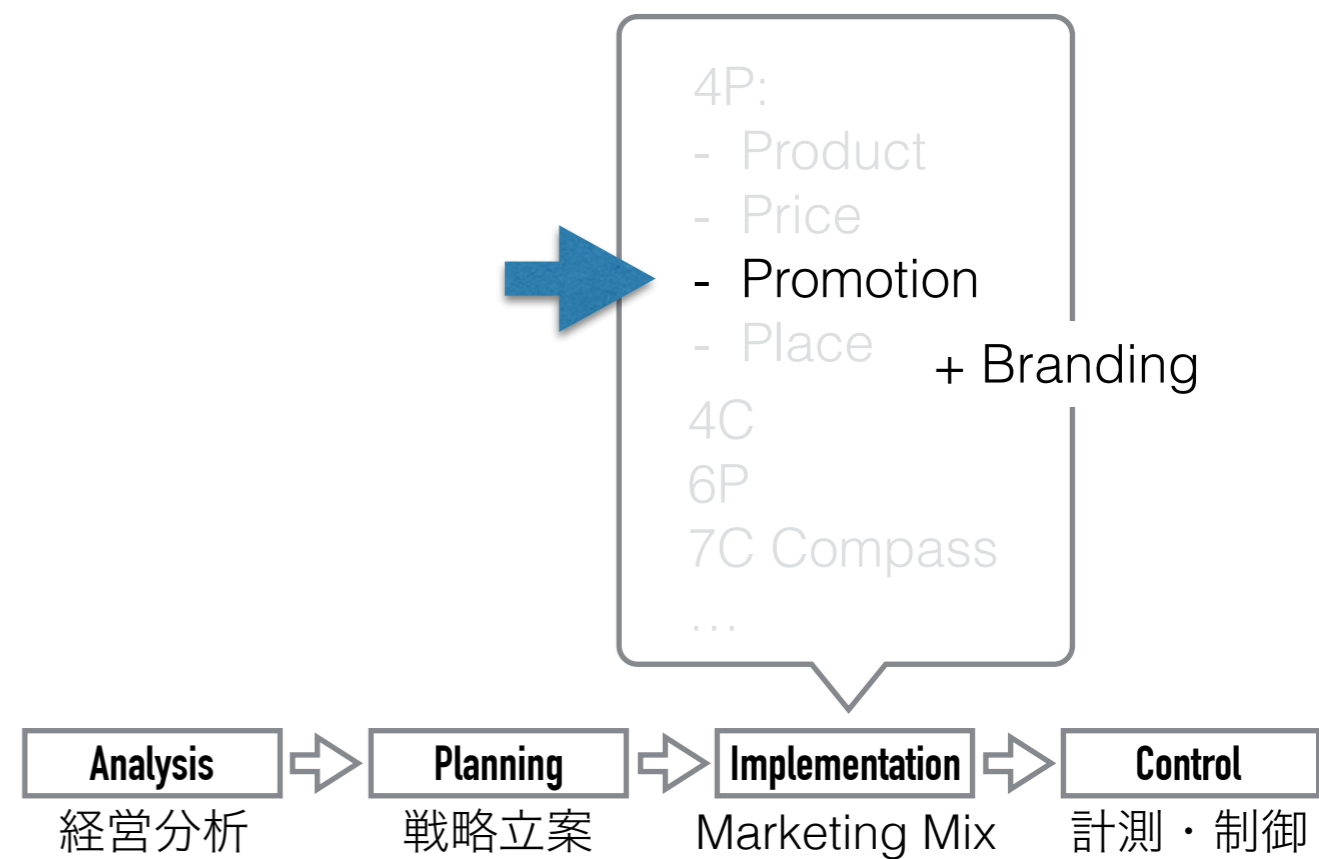 4P:
- Product
- Price
- Promotion
- Place
+ Branding
4C
6P
7C Compass
...
Analysis
Planning
Implementation
Control
経営分析
戦略立案
Marketing Mix
計測・制御